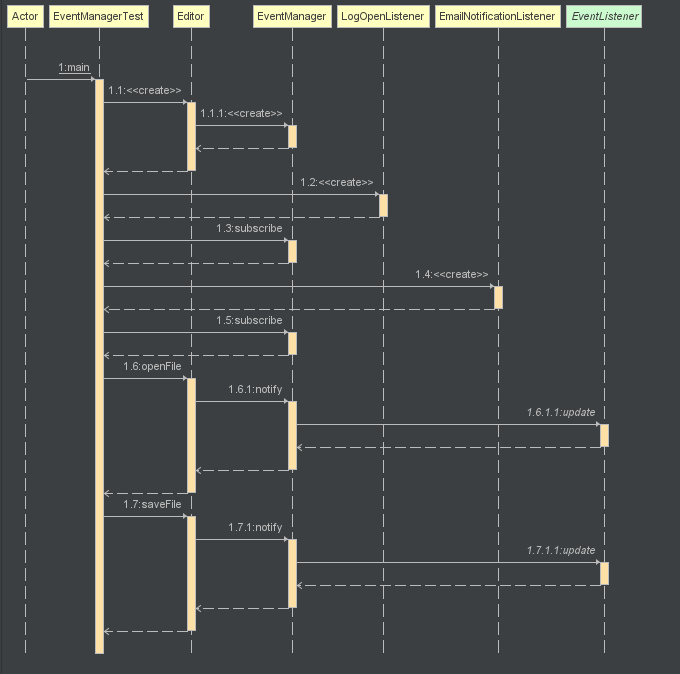 Actor EventManagerTest Editor EventManager LogOpenListener EmailNotificationListener EventListener
1:main
1.1:<<create>>
1.1.1:<<create>>
1.2:<<create>>
1.3:subscribe
1.4:<<create>>
1.5:subscribe
1.6:openFile
1.6.1:notify
1.6.1.1:update
1.7:saveFile
1.7.1:notify
1.7.1.1:update